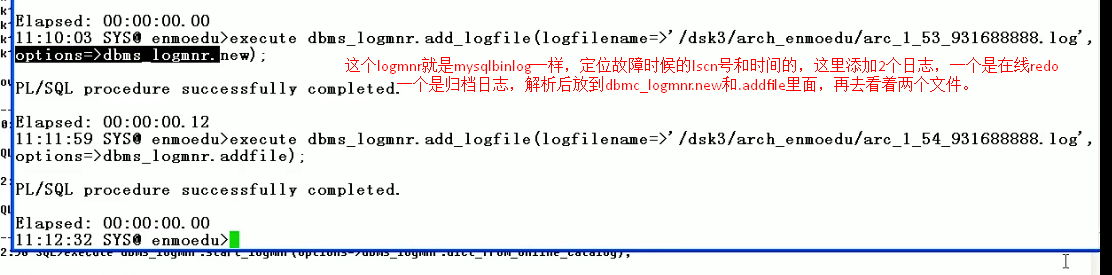 Elapsed: 00:00:00.00
11:10:03 SYS@ enmoedu>execute dbms_logmnr.add_logfile(logfilename=>'/dsk3/arc_1_53_931688888.log',
options=>dbms_logmnr.new);
这个logmnr就是mysqlbinlog一样，定位故障时候的lscn号和时间的，这里添加2个日志，一个是在线redo
PL/SQL procedure successfully completed.
一个是归档日志，解析后放到dbmc_logmnr.new和.addfile里面，再去看着两个文件。
Elapsed: 00:00:00.12
11:11:59 SYS@ enmoedu>execute dbms_logmnr.add_logfile(logfilename=>'/dsk3/arch_enmoedu/arc_1_54_931688888.log',
options=>dbms_logmnr.addfile);
PL/SQL procedure successfully completed.
Elapsed: 00:00:00.00
11:12:32 SYS@ enmoedu>
SQL>execute dbms_logmnr.start_logmnr(options=>dbms_logmnr.dict_from_online_catalog);